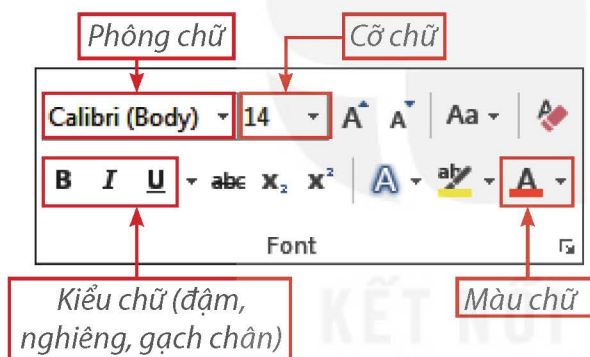 Phông chữ
Cỡ chữ
Calibri (Body) 14 A A Aa A
B I U abc X₂ X² A ab A
Font
Kiểu chữ (đậm,
nghiêng, gạch chân)
Màu chữ
KẾT NỐI